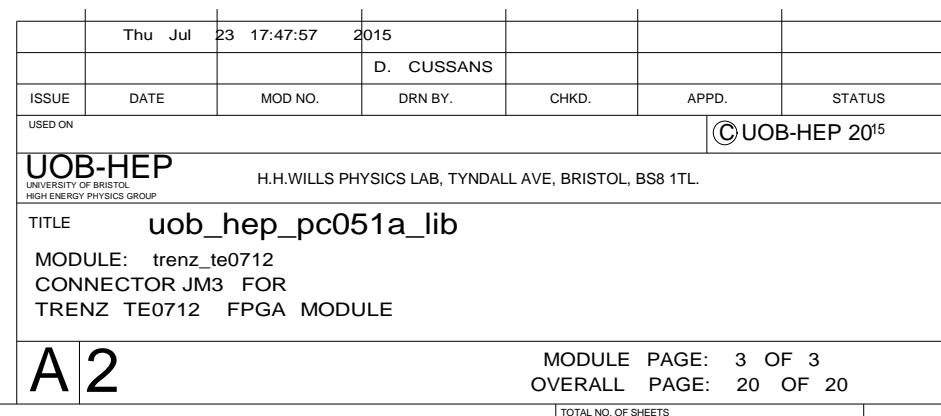 Thu Jul 23 17:47:57 2015
D. CUSSANS
ISSUE DATE MOD NO. DRN BY. CHKD. APPD. STATUS
USED ON
© UOB-HEP 2015
UOB-HEP
UNIVERSITY OF BRISTOL
HIGH ENERGY PHYSICS GROUP
H.H.WILLS PHYSICS LAB, TYNDALL AVE, BRISTOL, BS8 1TL.
TITLE uob_hep_pc051a_lib
MODULE: trenz_te0712
CONNECTOR JM3 FOR
TRENZ TE0712 FPGA MODULE
A 2
MODULE PAGE: 3 OF 3
OVERALL PAGE: 20 OF 20
TOTAL NO. OF SHEETS